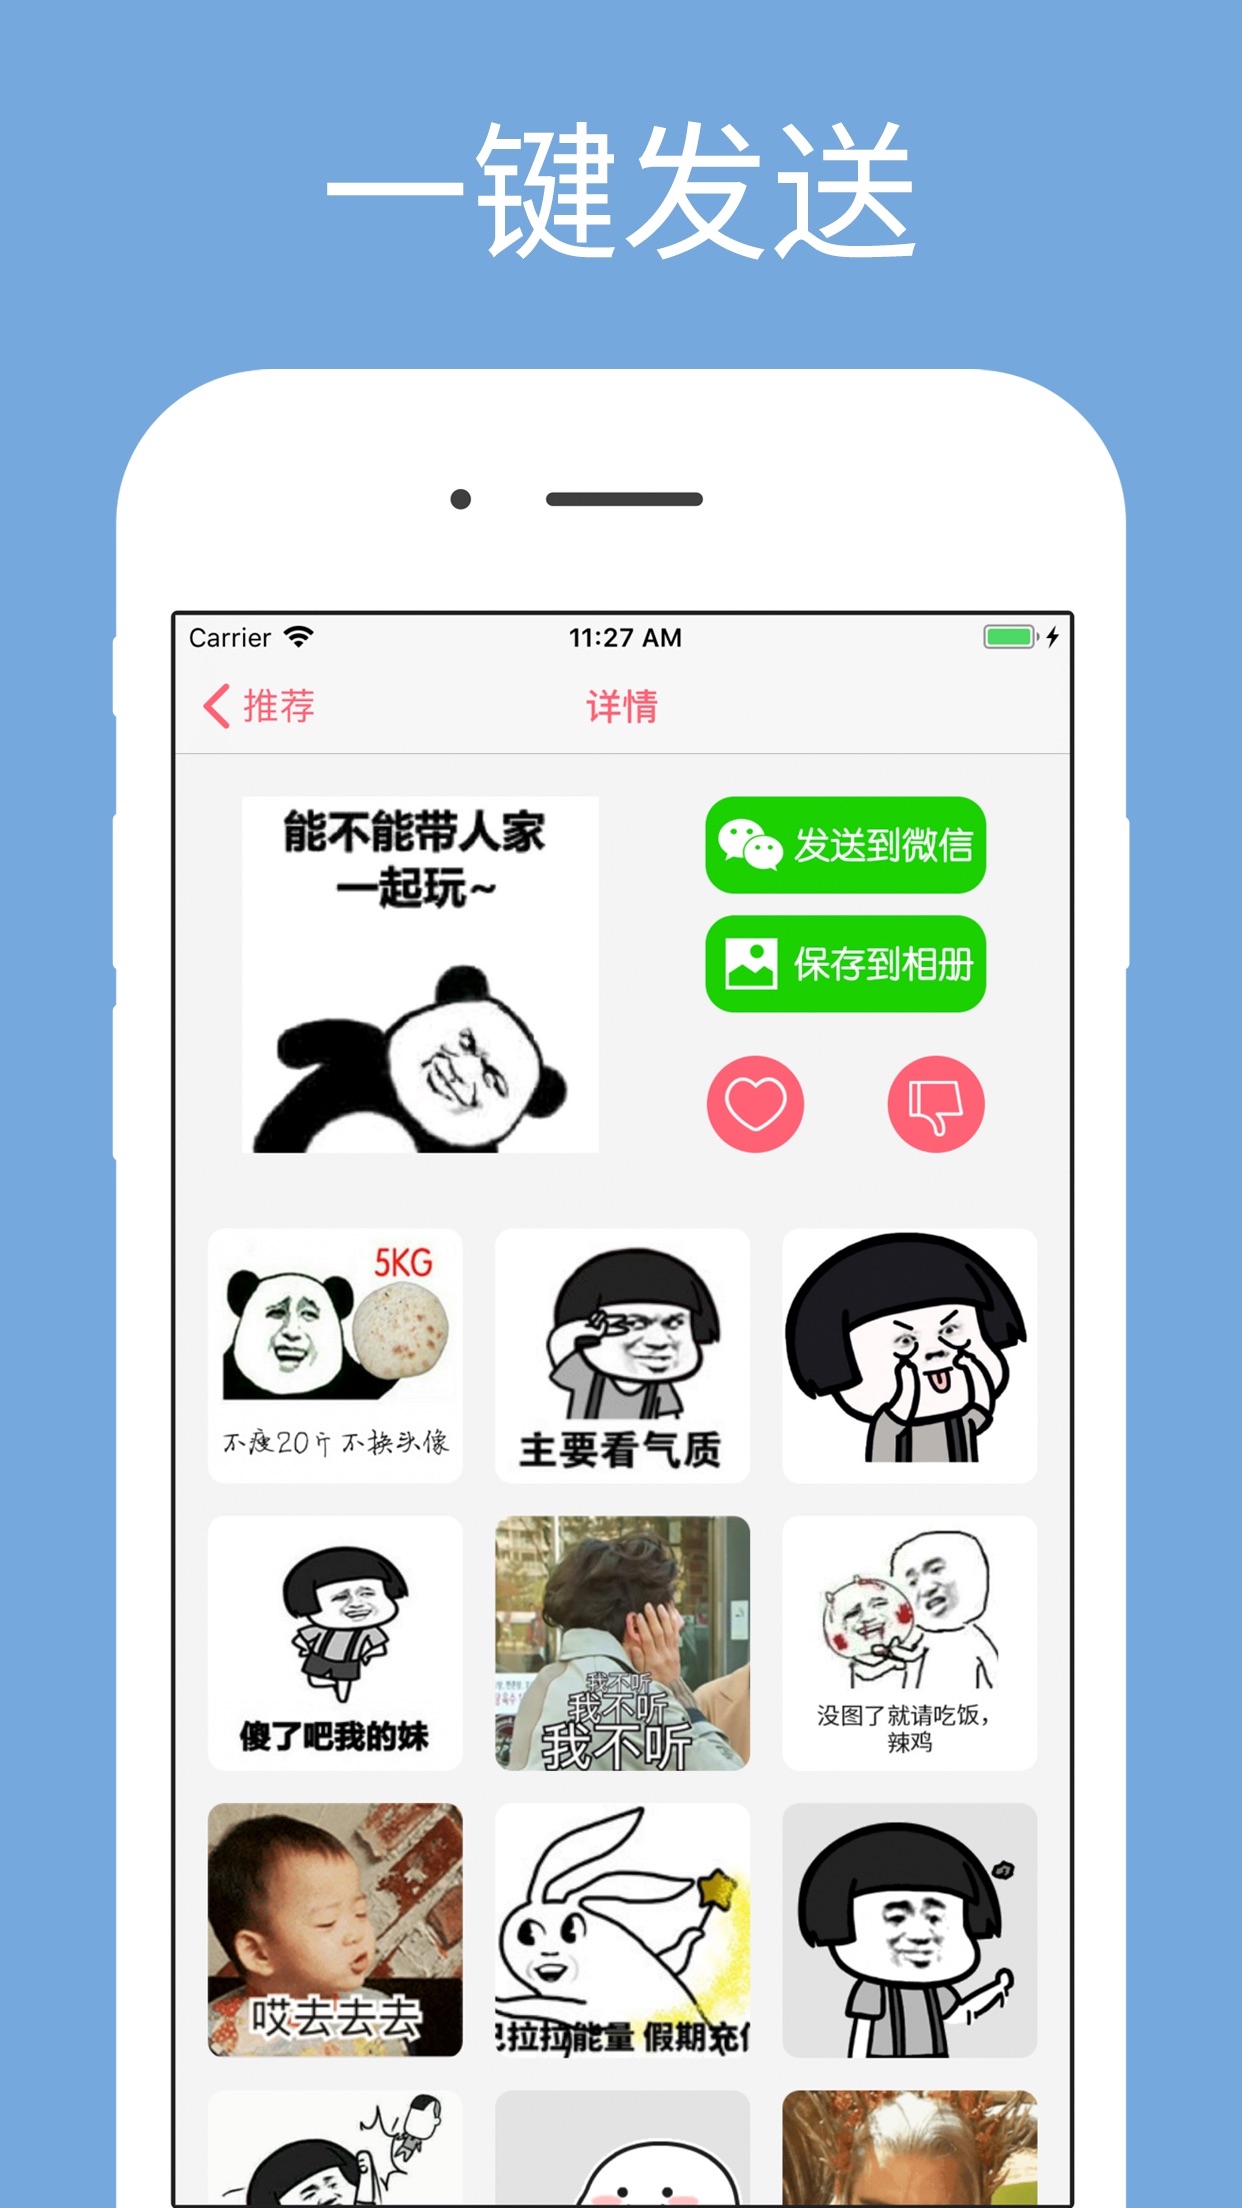 一键发送
Carrier
11:27 AM
推荐
详情
能不能带人家
一起玩~
发送到微信
保存到相册
5KG
不瘦20斤 不换头像
主要看气质
傻了吧我的妹
我不听
我不听
我不听
没图了就请吃饭，
辣鸡
哎去去去
拉拉能量 假期充